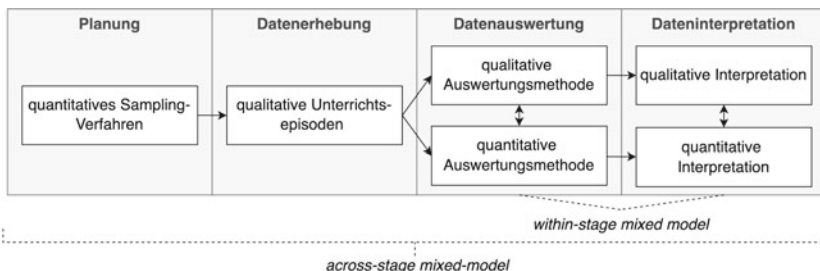 Planung
Datenerhebung
Datenauswertung
Dateninterpretation
quantitatives Sampling-
Verfahren
qualitative Unterrichts-
episoden
qualitative
Auswertungsmethode
qualitative Interpretation
quantitative
Auswertungsmethode
quantitative
Interpretation
within-stage mixed model
across-stage mixed-model